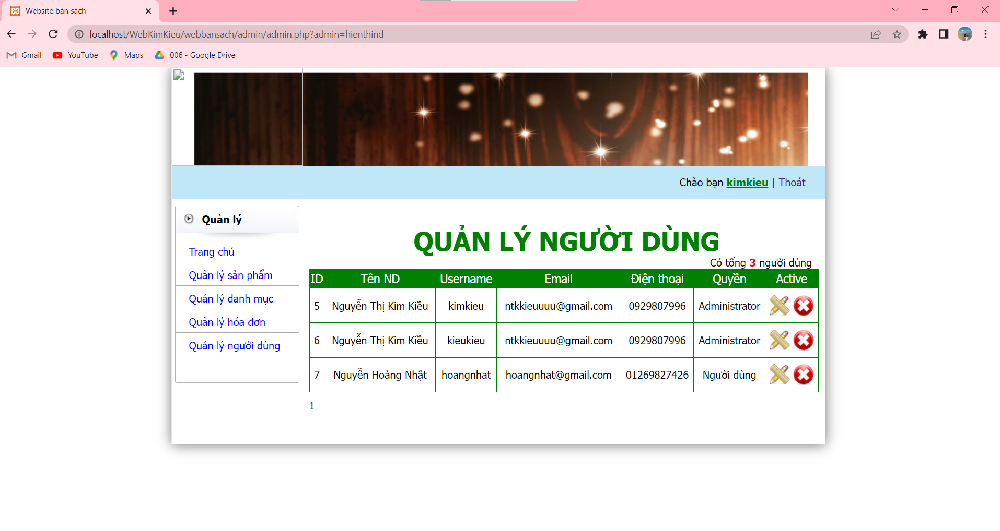 Website bán sách
localhost/WebKimKieu/webbansach/admin/admin.php?admin=hienthind
Gmail YouTube Maps 006 - Google Drive
Chào bạn kimkieu | Thoát
Quản lý
Trang chủ
Quản lý sản phẩm
Quản lý danh mục
Quản lý hóa đơn
Quản lý người dùng
QUẢN LÝ NGƯỜI DÙNG
Có tổng 3 người dùng
ID Tên ND Username Email Điện thoại Quyền Active
5 Nguyễn Thị Kim Kiều kimkieu ntkkieuuuu@gmail.com 0929807996 Administrator
6 Nguyễn Thị Kim Kiều kieukieu ntkkieuuuu@gmail.com 0929807996 Administrator
7 Nguyễn Hoàng Nhật hoangnhat hoangnhat@gmail.com 01269827426 Người dùng
1